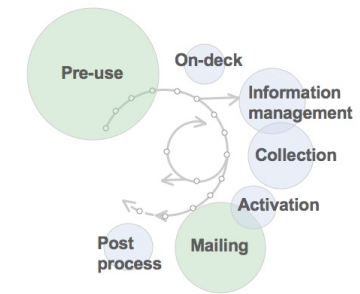 Pre-use
On-deck
Information
management
Collection
Activation
Mailing
Post
process